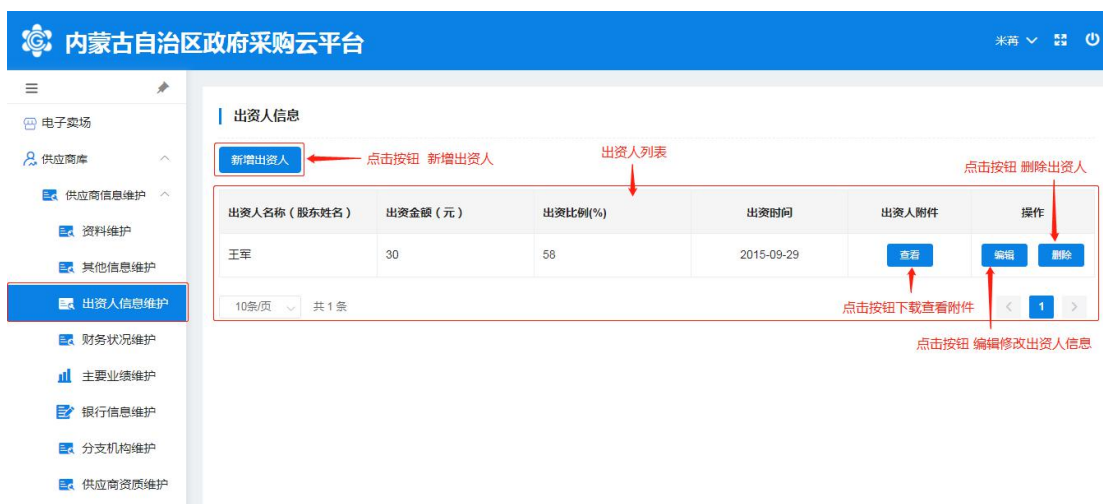 内蒙古自治区政府采购云平台
米苒
电子卖场
供应商库
供应商信息维护
资料维护
其他信息维护
出资人信息维护
财务状况维护
主要业绩维护
银行信息维护
分支机构维护
供应商资质维护
出资人信息
新增出资人
点击按钮 新增出资人
出资人列表
点击按钮 删除出资人
出资人名称（股东姓名） 出资金额（元） 出资比例(%) 出资时间 出资人附件 操作
王军 30 58 2015-09-29 查看 编辑 删除
10条/页 共 1 条
点击按钮下载查看附件
< 1 >
点击按钮 编辑修改出资人信息